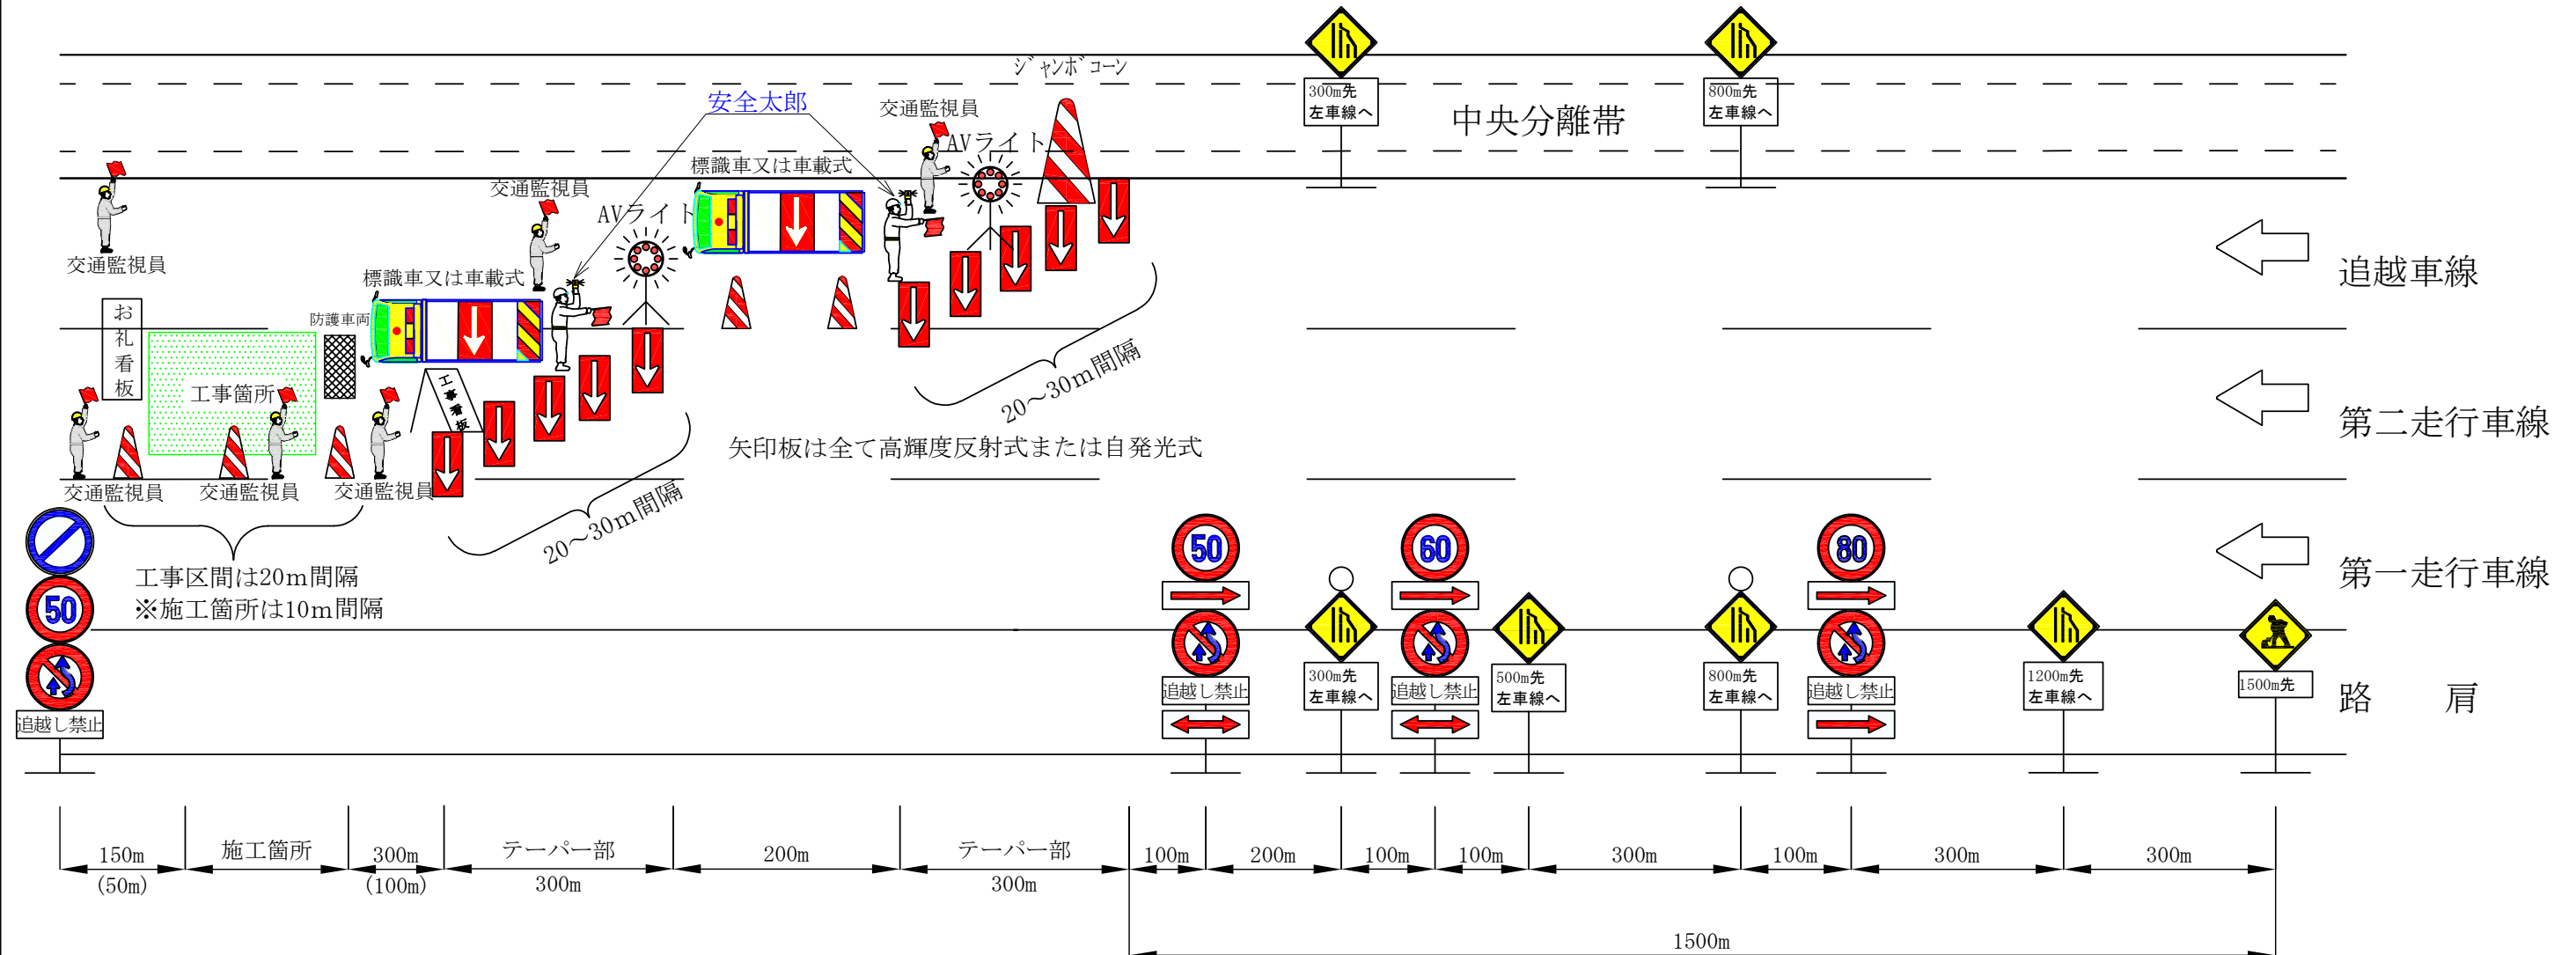 ジャンボコーン
300m先
左車線へ
800m先
左車線へ
中央分離帯
安全太郎
交通監視員
AVライト
標識車又は車載式
交通監視員
AVライト
交通監視員
標識車又は車載式
防護車両
お礼看板
工事箇所
工事看板
交通監視員
交通監視員
交通監視員
20～30m間隔
20～30m間隔
矢印板は全て高輝度反射式または自発光式
追越車線
第二走行車線
第一走行車線
路　肩
工事区間は20m間隔
※施工箇所は10m間隔
50
追越し禁止
50
追越し禁止
300m先
左車線へ
60
追越し禁止
500m先
左車線へ
800m先
左車線へ
80
追越し禁止
1200m先
左車線へ
1500m先
150m
(50m)
施工箇所
300m
(100m)
テーパー部
300m
200m
テーパー部
300m
100m
200m
100m
100m
300m
100m
300m
300m
1500m